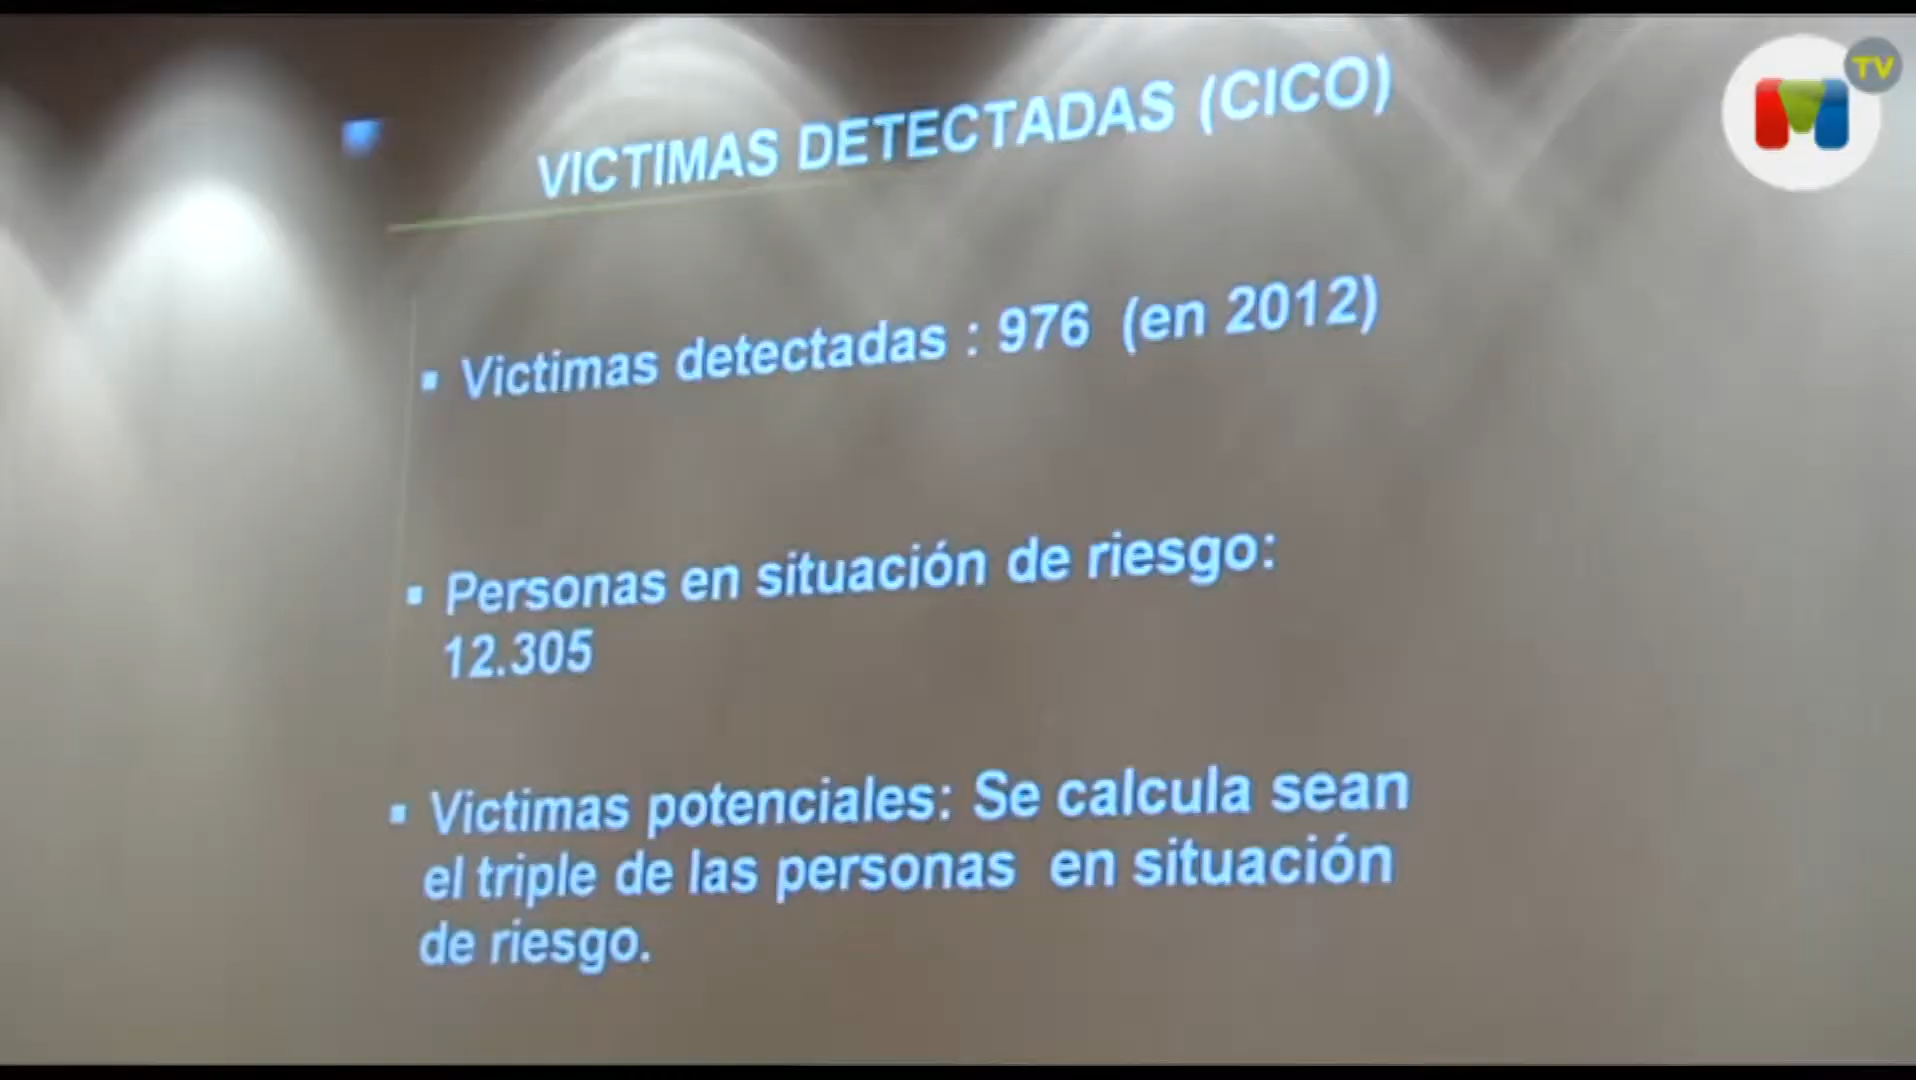 TV
VICTIMAS DETECTADAS (CICO)
▪ Victimas detectadas : 976 (en 2012)
▪ Personas en situación de riesgo:
12.305
▪ Victimas potenciales: Se calcula sean
el triple de las personas en situación
de riesgo.